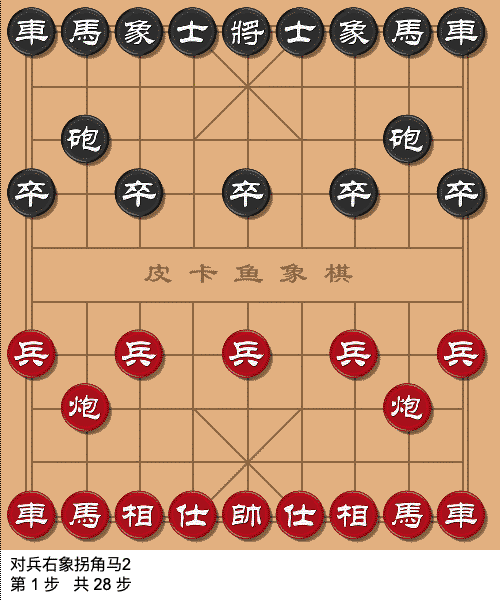 車馬象士將士象馬車
砲砲
卒卒卒卒卒
皮卡鱼象棋
兵兵兵兵兵
炮炮
車馬相仕帥仕相馬車
对兵右象拐角马2
第 1 步 共 28 步